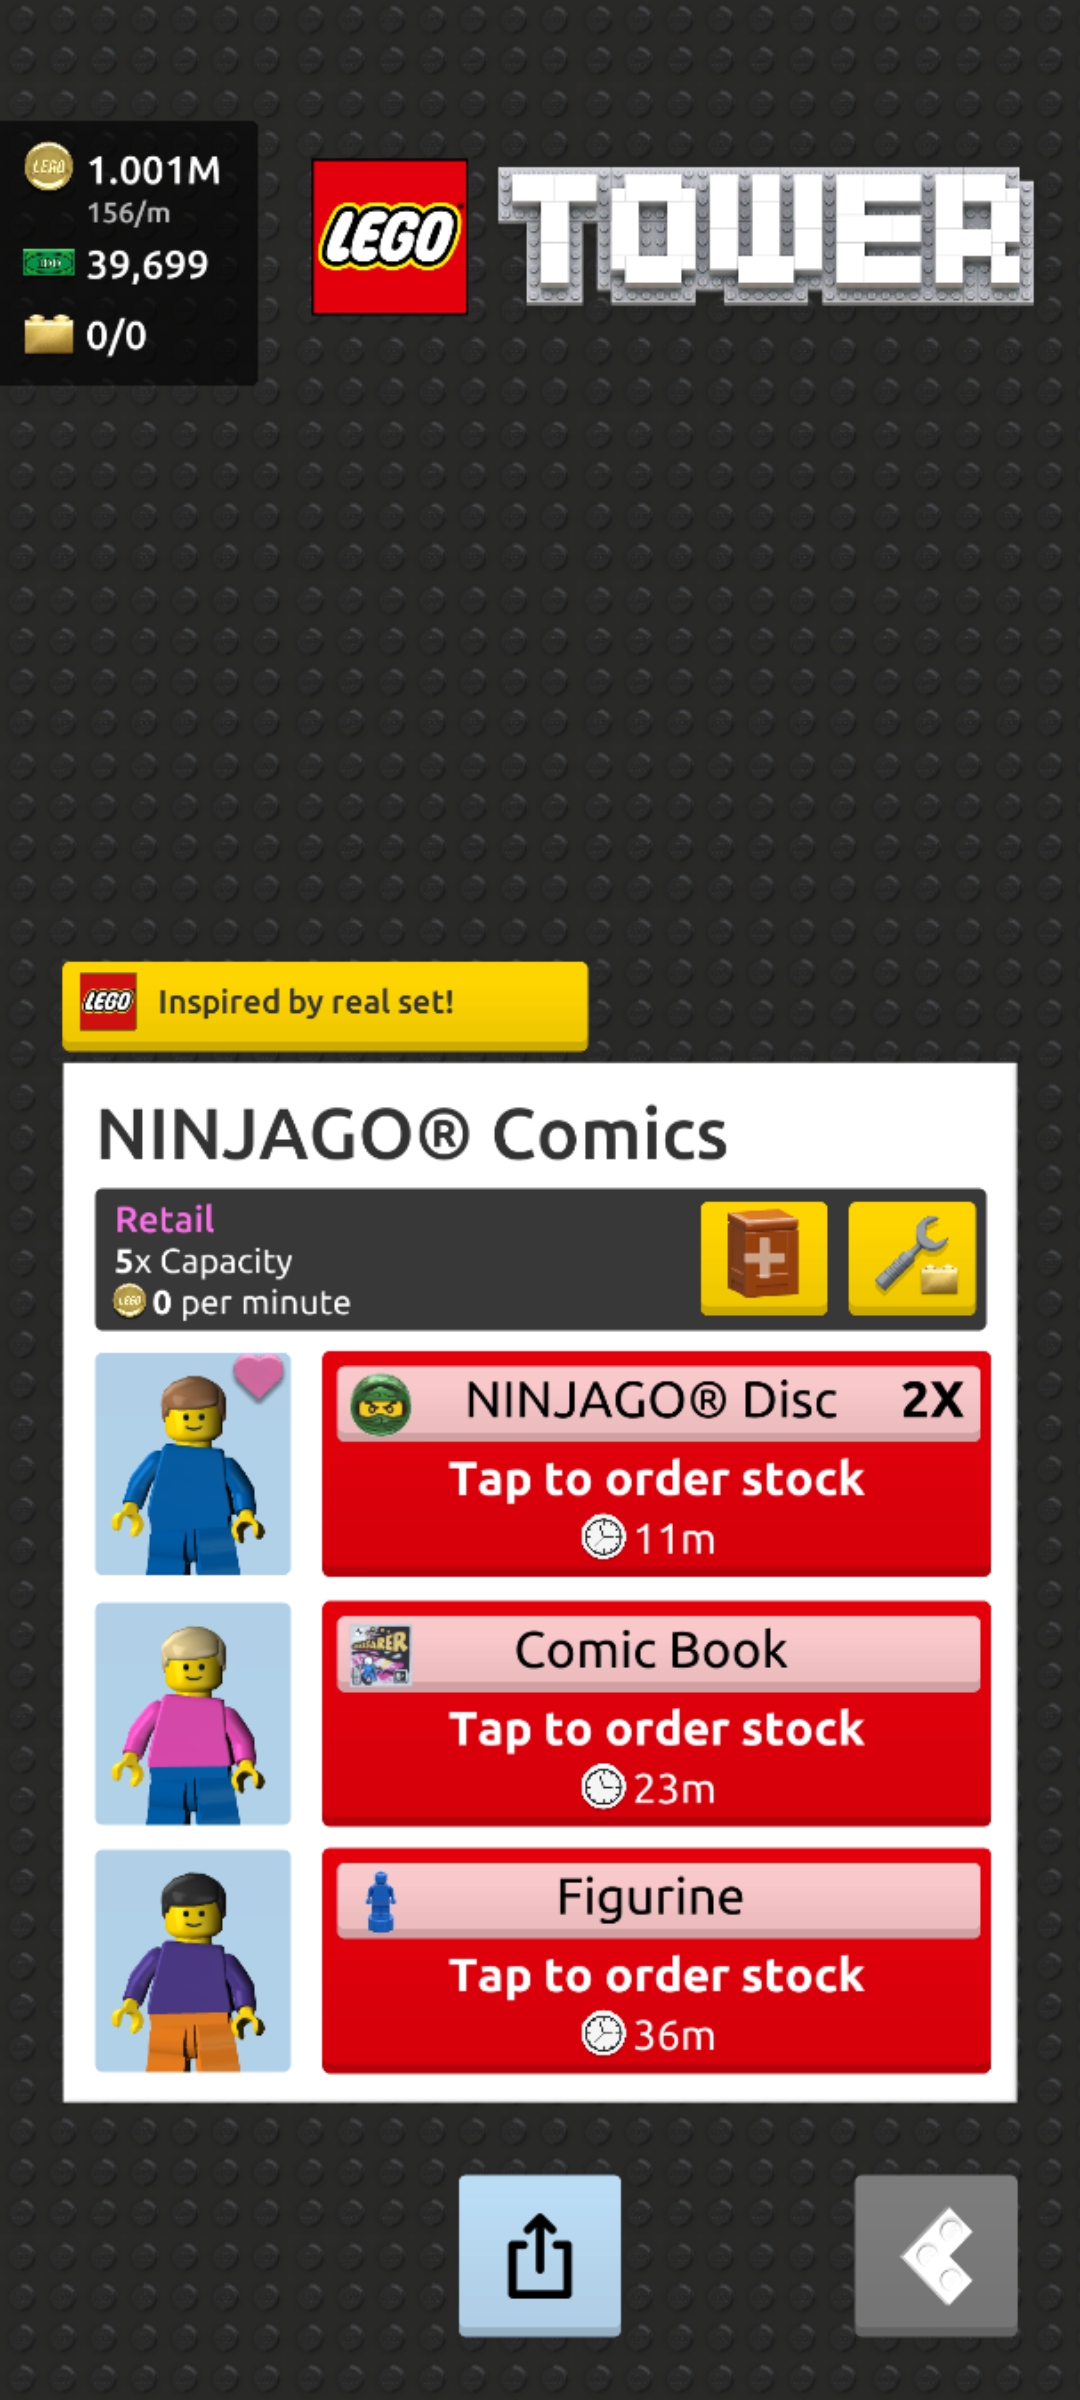 1.001M
156/m
39,699
0/0
LEGO TOWER
LEGO Inspired by real set!
NINJAGO® Comics
Retail
5x Capacity
0 per minute
NINJAGO® Disc 2X
Tap to order stock
11m
Comic Book
Tap to order stock
23m
Figurine
Tap to order stock
36m